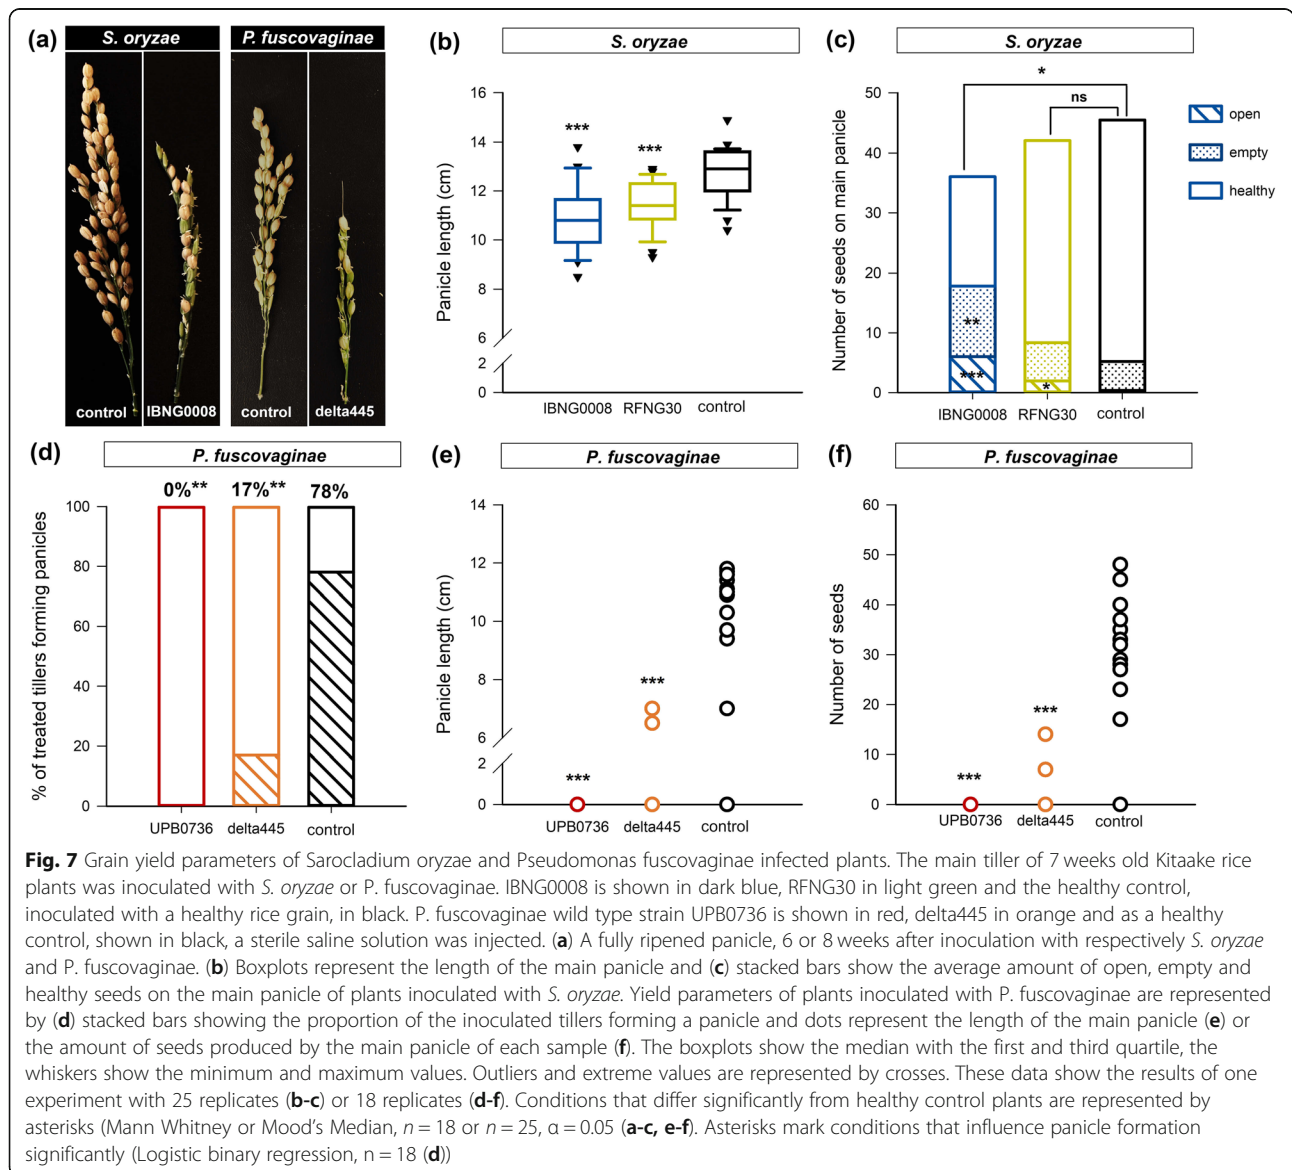 (a)
S. oryzae
P. fuscovaginae
control
IBNG0008
control
delta445
(b)
S. oryzae
Panicle length (cm)
16
14
12
10
8
6
2
0
***
***
IBNG0008
RFNG30
control
(c)
S. oryzae
Number of seeds on main panicle
50
40
30
20
10
0
*
ns
**
***
*
IBNG0008
RFNG30
control
open
empty
healthy
(d)
P. fuscovaginae
% of treated tillers forming panicles
0%**
17%**
78%
100
80
60
40
20
0
UPB0736
delta445
control
(e)
P. fuscovaginae
Panicle length (cm)
14
12
10
8
6
2
0
***
***
UPB0736
delta445
control
(f)
P. fuscovaginae
Number of seeds
60
50
40
30
20
10
0
***
***
UPB0736
delta445
control
Fig. 7 Grain yield parameters of Sarocladium oryzae and Pseudomonas fuscovaginae infected plants. The main tiller of 7 weeks old Kitaake rice
plants was inoculated with S. oryzae or P. fuscovaginae. IBNG0008 is shown in dark blue, RFNG30 in light green and the healthy control,
inoculated with a healthy rice grain, in black. P. fuscovaginae wild type strain UPB0736 is shown in red, delta445 in orange and as a healthy
control, shown in black, a sterile saline solution was injected. (a) A fully ripened panicle, 6 or 8 weeks after inoculation with respectively S. oryzae
and P. fuscovaginae. (b) Boxplots represent the length of the main panicle and (c) stacked bars show the average amount of open, empty and
healthy seeds on the main panicle of plants inoculated with S. oryzae. Yield parameters of plants inoculated with P. fuscovaginae are represented
by (d) stacked bars showing the proportion of the inoculated tillers forming a panicle and dots represent the length of the main panicle (e) or
the amount of seeds produced by the main panicle of each sample (f). The boxplots show the median with the first and third quartile, the
whiskers show the minimum and maximum values. Outliers and extreme values are represented by crosses. These data show the results of one
experiment with 25 replicates (b-c) or 18 replicates (d-f). Conditions that differ significantly from healthy control plants are represented by
asterisks (Mann Whitney or Mood's Median, n = 18 or n = 25, α = 0.05 (a-c, e-f). Asterisks mark conditions that influence panicle formation
significantly (Logistic binary regression, n = 18 (d))